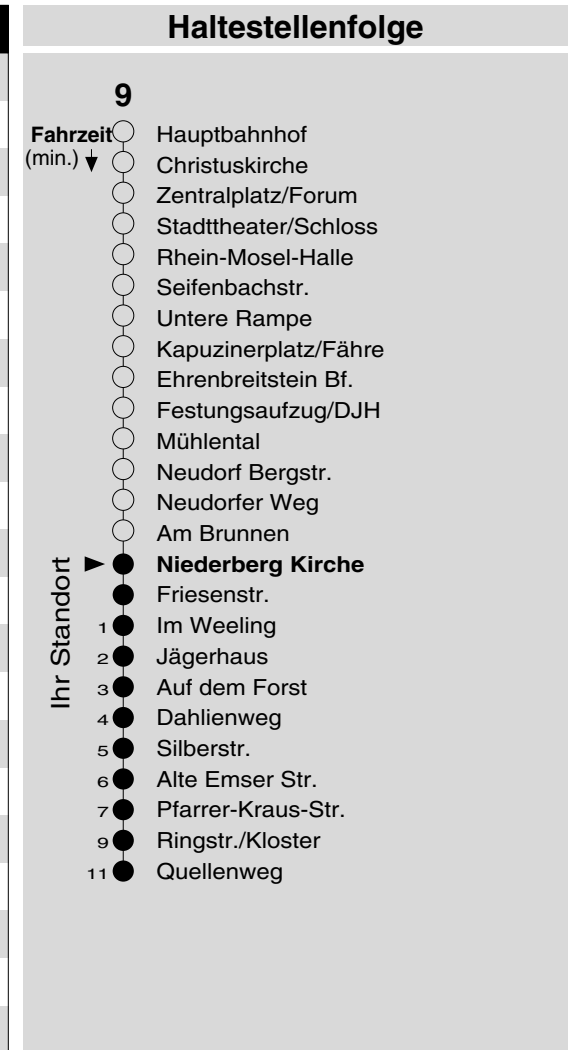 Haltestellenfolge
9
Fahrzeit Hauptbahnhof
(min.) Christuskirche
Zentralplatz/Forum
Stadttheater/Schloss
Rhein-Mosel-Halle
Seifenbachstr.
Untere Rampe
Kapuzinerplatz/Fähre
Ehrenbreitstein Bf.
Festungsaufzug/DJH
Mühlental
Neudorf Bergstr.
Neudorfer Weg
Am Brunnen
Ihr Standort
Niederberg Kirche
Friesenstr.
1 Im Weeling
2 Jägerhaus
3 Auf dem Forst
4 Dahlienweg
5 Silberstr.
6 Alte Emser Str.
7 Pfarrer-Kraus-Str.
9 Ringstr./Kloster
11 Quellenweg